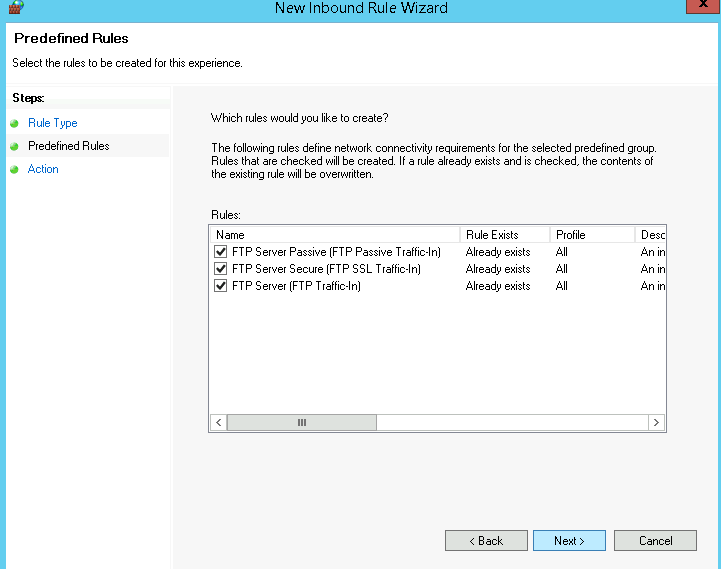 New Inbound Rule Wizard
x
Predefined Rules
Select the rules to be created for this experience.
Steps:
Rule Type
Predefined Rules
Action
Which rules would you like to create?
The following rules define network connectivity requirements for the selected predefined group.
Rules that are checked will be created. If a rule already exists and is checked, the contents of
the existing rule will be overwritten.
Rules:
Name Rule Exists Profile Desc
FTP Server Passive (FTP Passive Traffic-In) Already exists All An in
FTP Server Secure (FTP SSL Traffic-In) Already exists All An in
FTP Server (FTP Traffic-In) Already exists All An in
< Back Next > Cancel